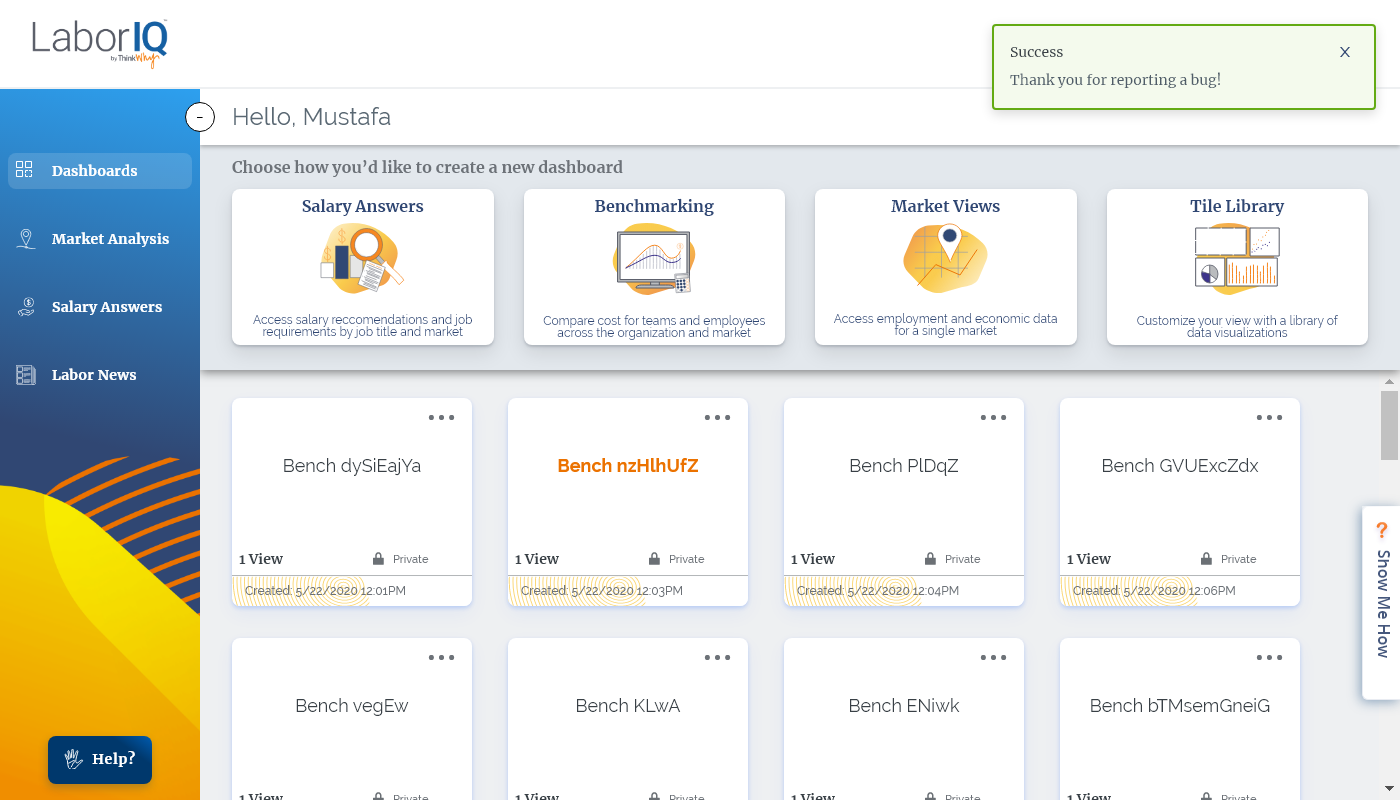 LaborIQ
by ThinkWhy
Success
X
Thank you for reporting a bug!
-
Hello, Mustafa
Dashboards
Market Analysis
Salary Answers
Labor News
Help?
Choose how you’d like to create a new dashboard
Salary Answers
Access salary reccomendations and job
requirements by job title and market
Benchmarking
Compare cost for teams and employees
across the organization and market
Market Views
Access employment and economic data
for a single market
Tile Library
Customize your view with a library of
data visualizations
Bench dySiEajYa
1 View
Private
Created: 5/22/2020 12:01PM
Bench nzHlhUfZ
1 View
Private
Created: 5/22/2020 12:03PM
Bench PlDqZ
1 View
Private
Created: 5/22/2020 12:04PM
Bench GVUExcZdx
1 View
Private
Created: 5/22/2020 12:06PM
Bench vegEw
1 View
Private
Bench KLwA
1 View
Private
Bench ENiwk
1 View
Private
Bench bTMsemGneiG
1 View
Private
? Show Me How